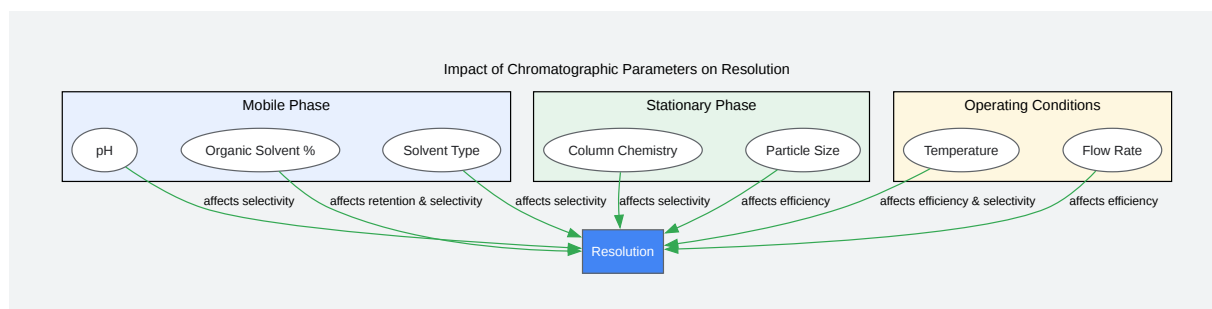 Impact of Chromatographic Parameters on Resolution
Mobile Phase
Stationary Phase
Operating Conditions
pH
Organic Solvent %
Solvent Type
Column Chemistry
Particle Size
Temperature
Flow Rate
affects selectivity
affects retention & selectivity
affects selectivity
affects selectivity
affects efficiency
affects efficiency & selectivity
affects efficiency
Resolution